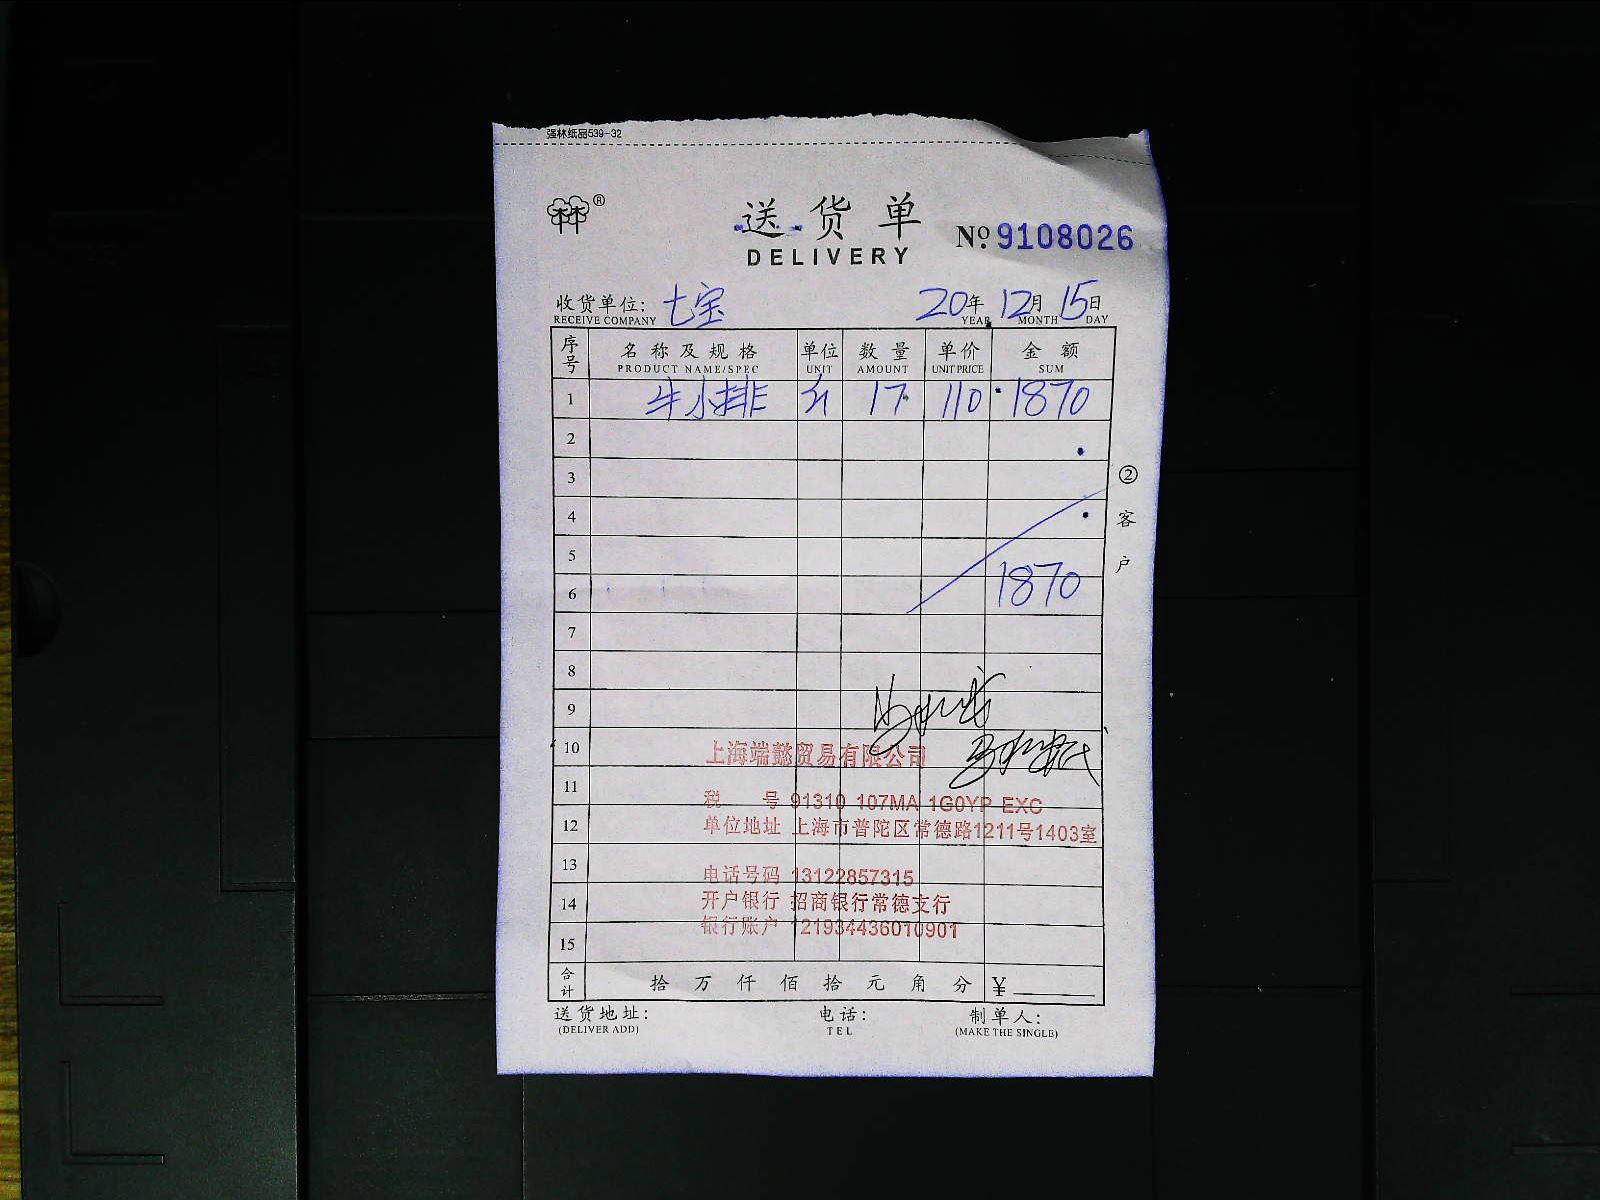 强林纸品539-32
®
送货单 №9108026
DELIVERY
收货单位: 七宝 20年 12月 15日
RECEIVE COMPANY YEAR MONTH DAY
序号 名称及规格 单位 数量 单价 金额
PRODUCT NAME/SPEC UNIT AMOUNT UNIT PRICE SUM
1 牛小排 17 110 1870
2
3
4
5
6 1870
7
8
9
10
11
12
13
14
15
②客户
上海端懿贸易有限公司
税 号 91310 107MA 1G0YP EXC
单位地址 上海市普陀区常德路1211号1403室
电话号码 13122857315
开户银行 招商银行常德支行
银行账户 121934436010901
合计 拾 万 仟 佰 拾 元 角 分 ¥
送货地址: 电话: 制单人:
(DELIVER ADD) TEL (MAKE THE SINGLE)